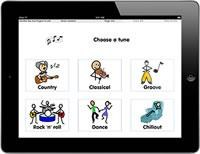 Choose a tune
Country
Classical
Groove
Rock 'n' roll
Dance
Chillout